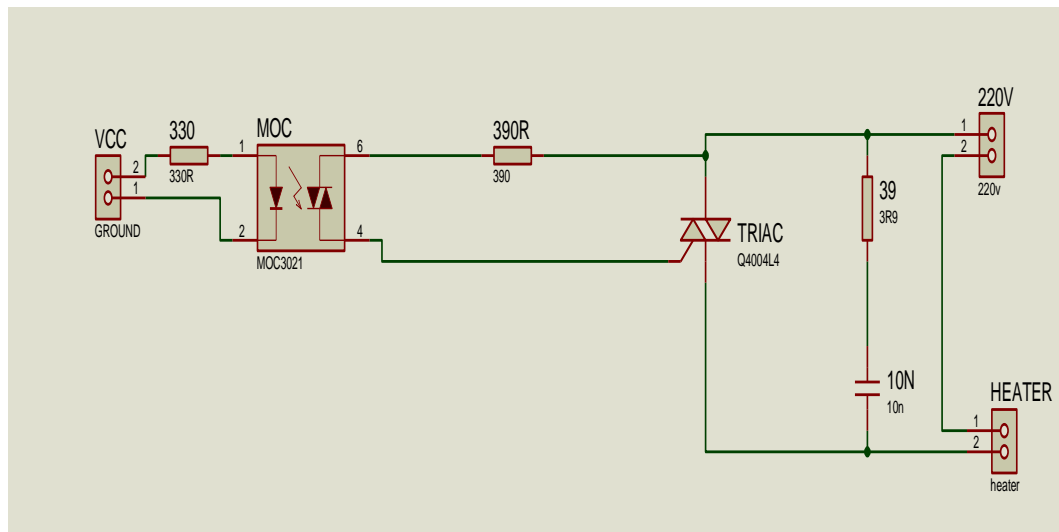 VCC
2
1
GROUND
330
330R
MOC
1
6
2
4
MOC3021
390R
390
TRIAC
Q4004L4
220V
1
2
220v
39
3R9
10N
10n
HEATER
1
2
heater